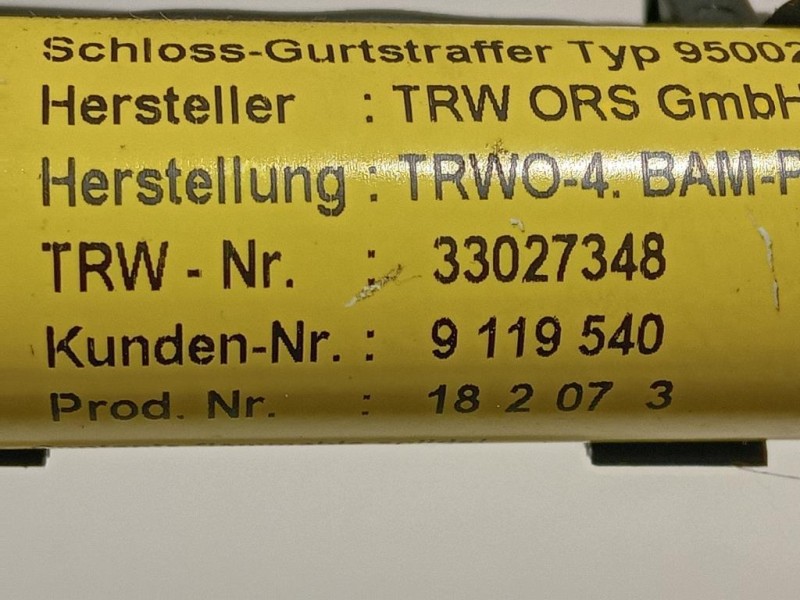 Schloss-Gurtstraffer Typ 95002
Hersteller : TRW ORS GmbH
Herstellung : TRWO-4. BAM-P
TRW - Nr. : 33027348
Kunden-Nr. : 9 119 540
Prod. Nr. : 18 2 07 3